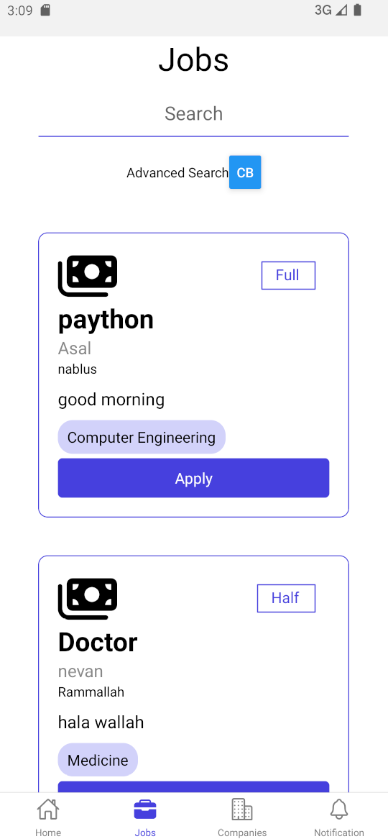 3:09 3G
Jobs
Search
Advanced Search CB
Full
paython
Asal
nablus
good morning
Computer Engineering
Apply
Half
Doctor
nevan
Rammallah
hala wallah
Medicine
Home Jobs Companies Notification